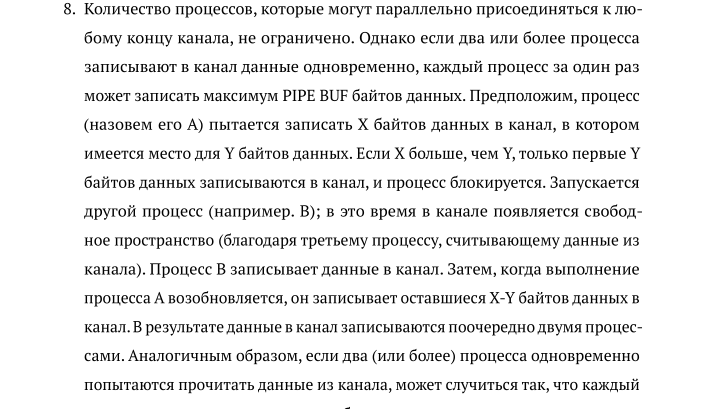 8. Количество процессов, которые могут параллельно присоединяться к лю-
бому концу канала, не ограничено. Однако если два или более процесса
записывают в канал данные одновременно, каждый процесс за один раз
может записать максимум PIPE BUF байтов данных. Предположим, процесс
(назовем его A) пытается записать X байтов данных в канал, в котором
имеется место для Y байтов данных. Если X больше, чем Y, только первые Y
байтов данных записываются в канал, и процесс блокируется. Запускается
другой процесс (например. B); в это время в канале появляется свобод-
ное пространство (благодаря третьему процессу, считывающему данные из
канала). Процесс B записывает данные в канал. Затем, когда выполнение
процесса A возобновляется, он записывает оставшиеся X-Y байтов данных в
канал. В результате данные в канал записываются поочередно двумя процес-
сами. Аналогичным образом, если два (или более) процесса одновременно
попытаются прочитать данные из канала, может случиться так, что каждый